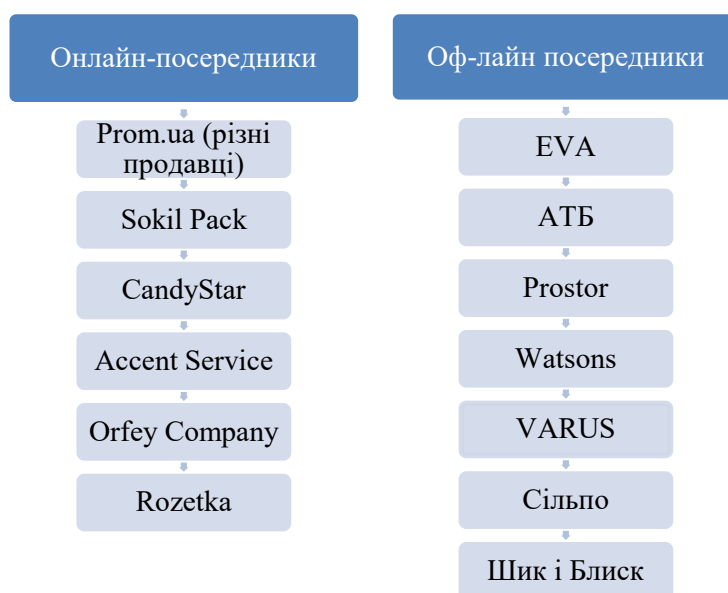 Онлайн-посередники
Prom.ua (різні
продавці)
Sokil Pack
CandyStar
Accent Service
Orfey Company
Rozetka
Оф-лайн посередники
EVA
АТБ
Prostor
Watsons
VARUS
Сільпо
Шик і Блиск